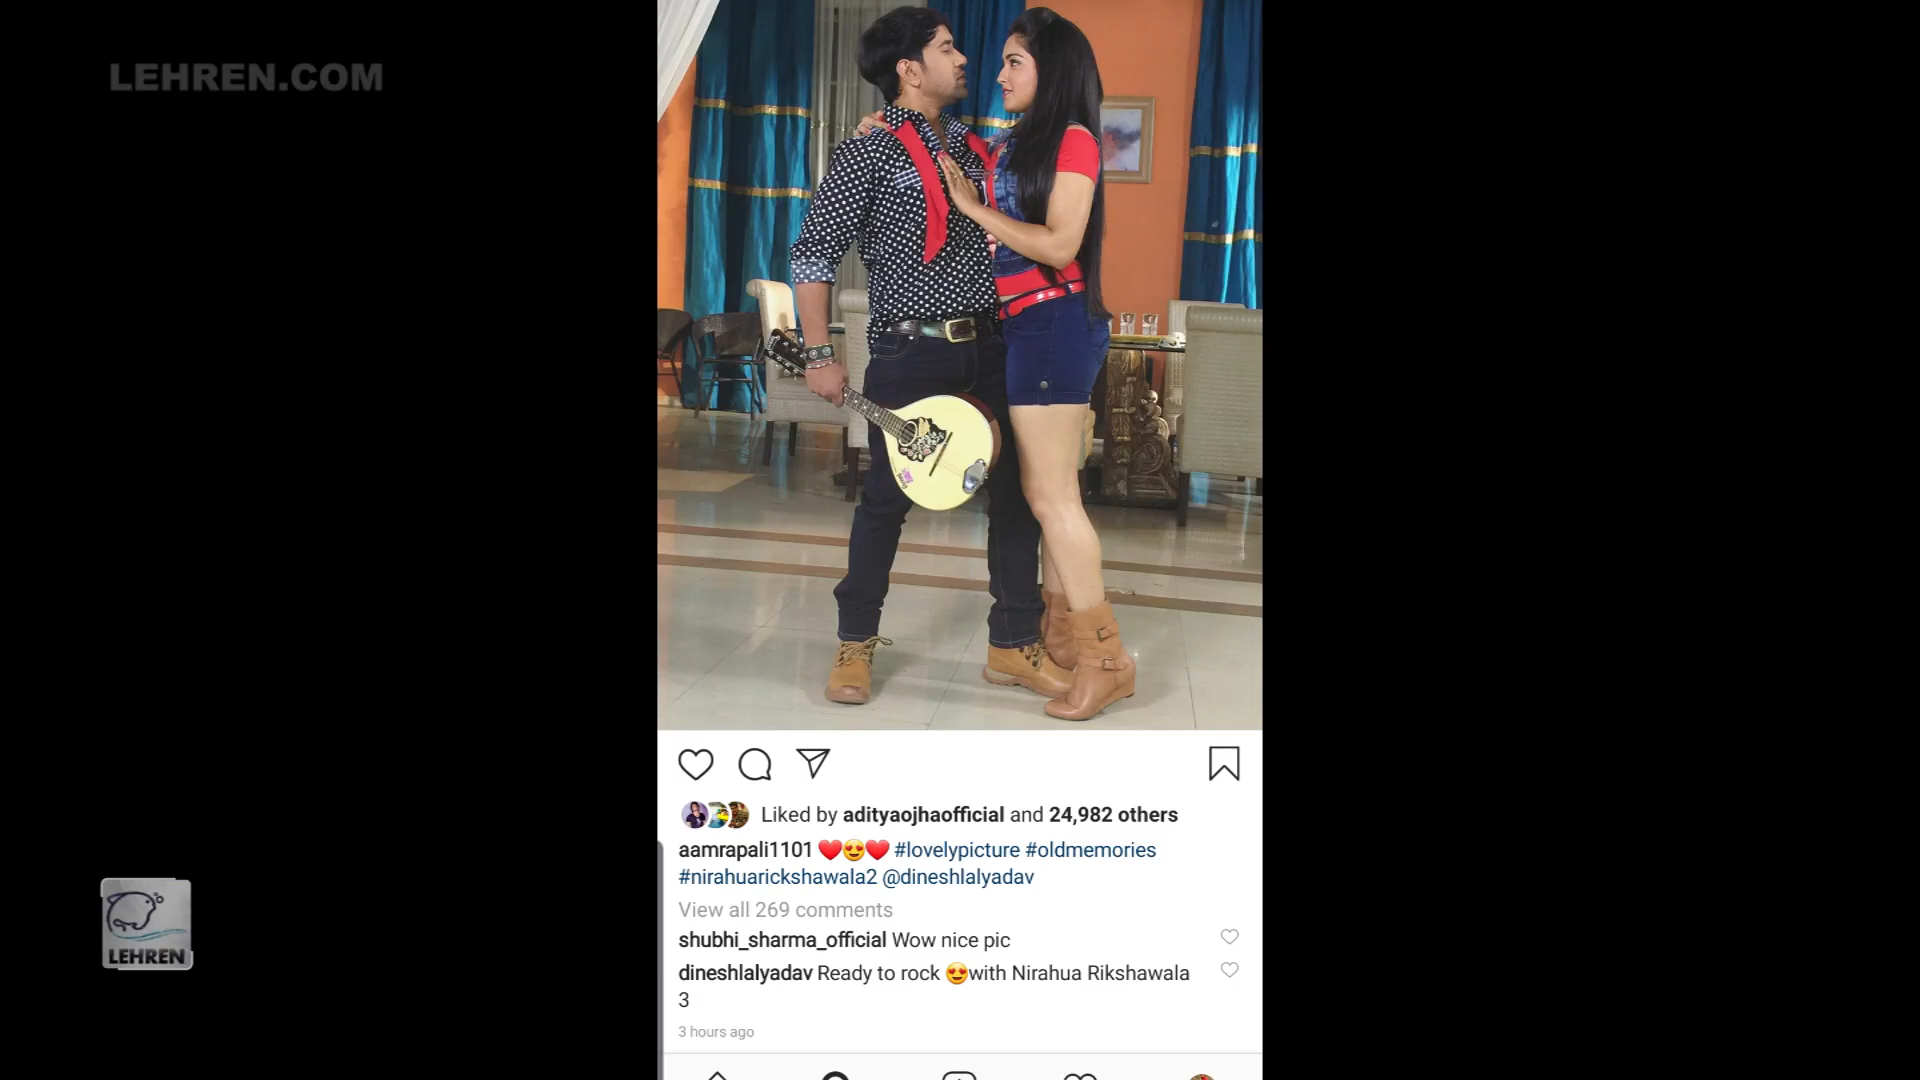 LEHREN.COM
Liked by adityaojhaofficial and 24,982 others
aamrapali1101 ❤😍❤ #lovelypicture #oldmemories
#nirahuarickshawala2 @dineshlalyadav
View all 269 comments
shubhi_sharma_official Wow nice pic
dineshlalyadav Ready to rock 😍with Nirahua Rikshawala
3
3 hours ago
LEHREN